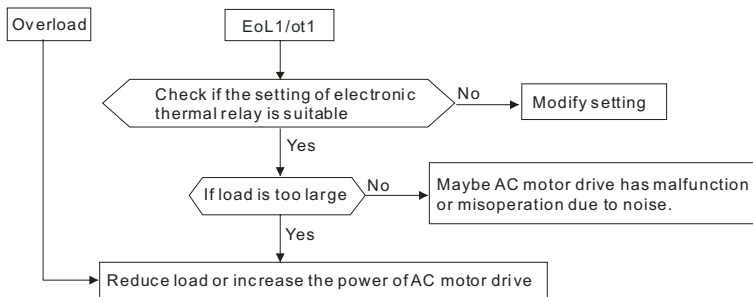 Overload
EoL1/ot1
Check if the setting of electronic
thermal relay is suitable
No
Modify setting
Yes
If load is too large
No
Maybe AC motor drive has malfunction
or misoperation due to noise.
Yes
Reduce load or increase the power of AC motor drive